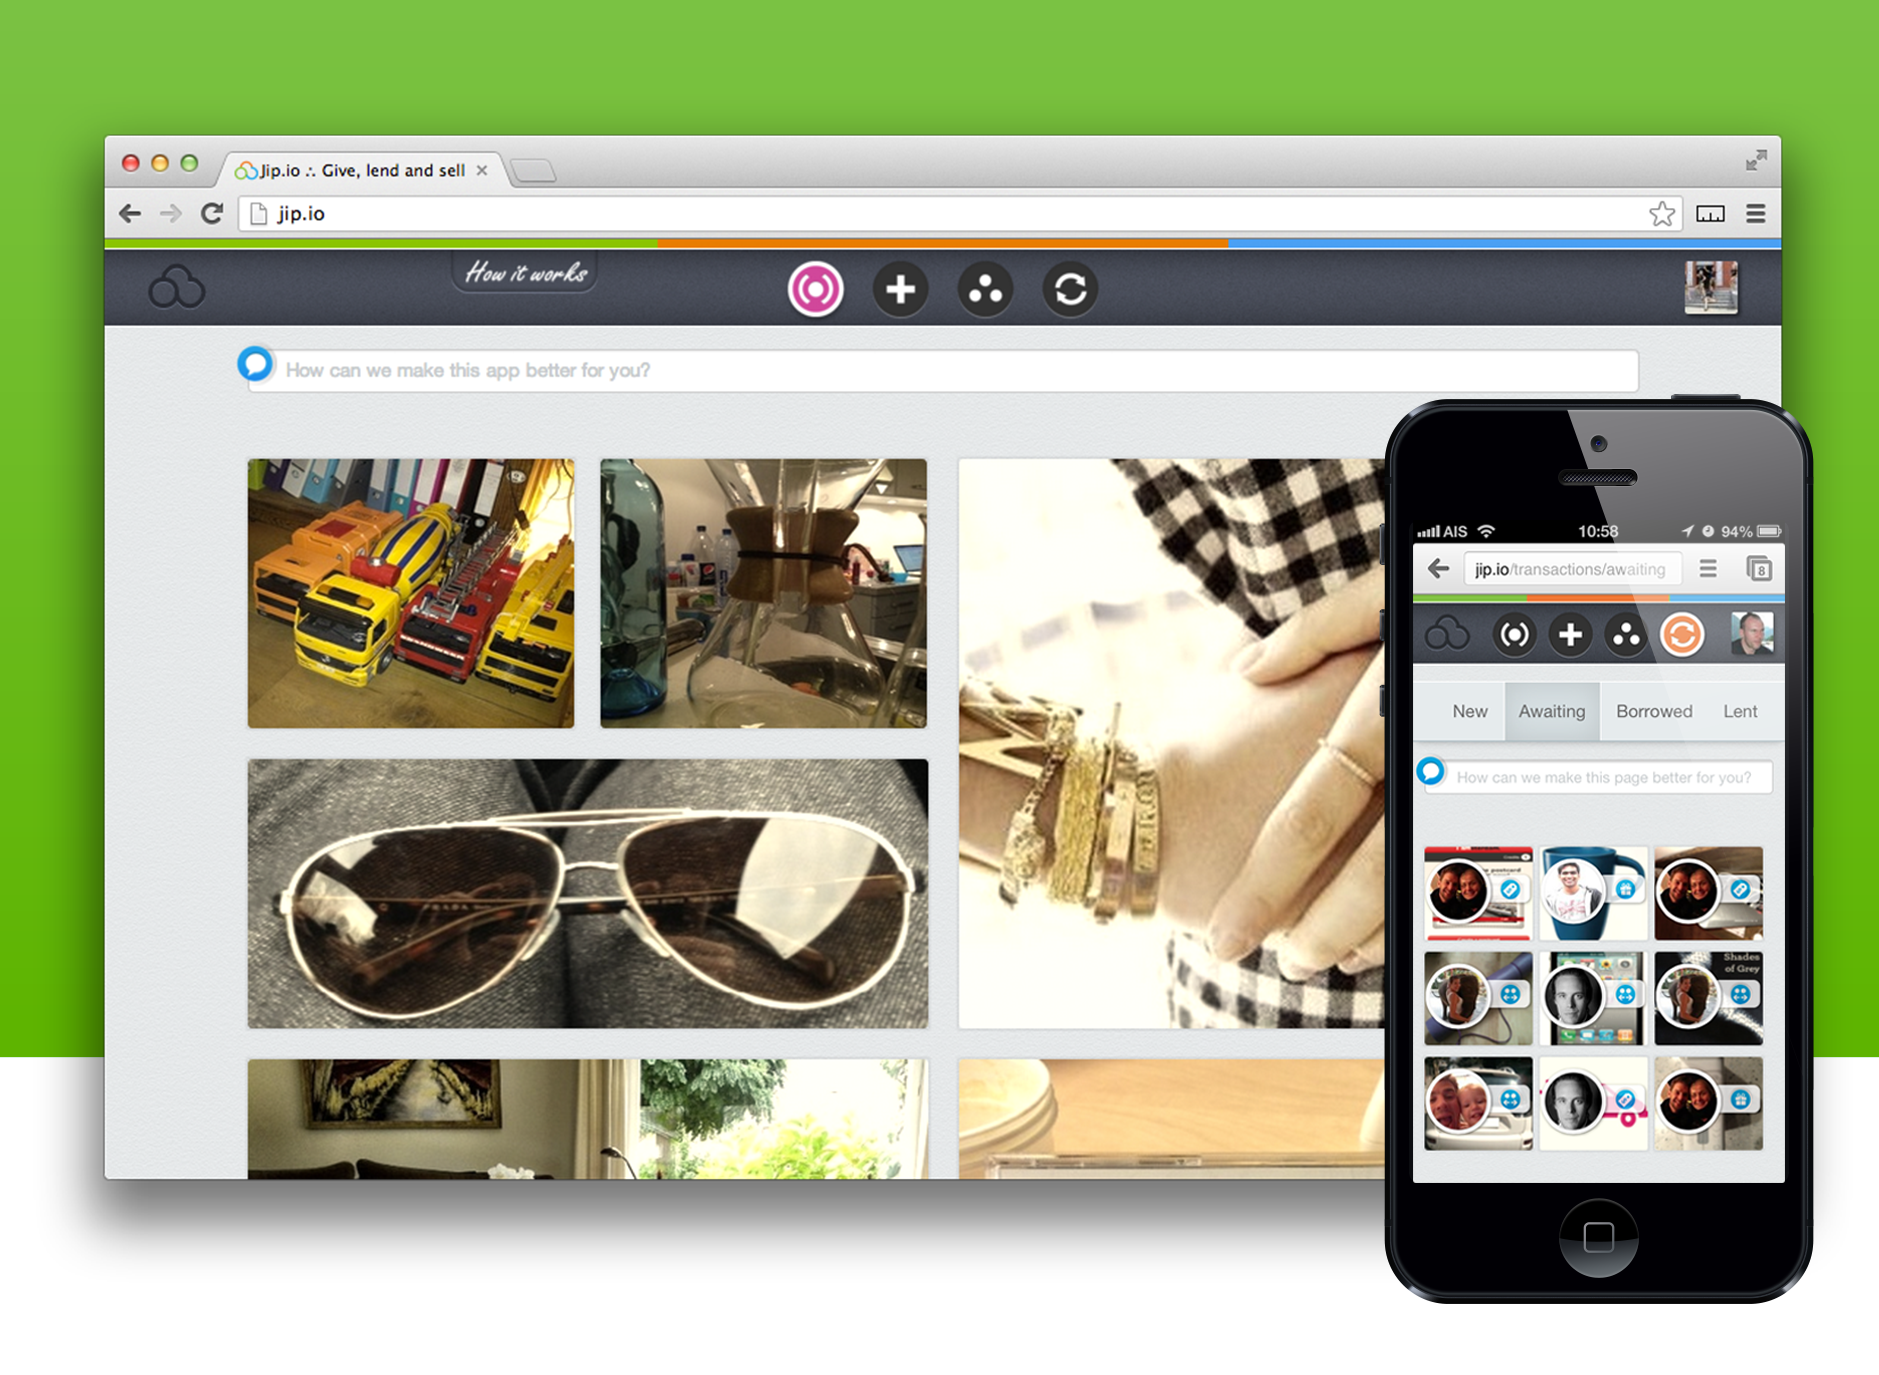 Jip.io ∴ Give, lend and sell
jip.io
How it works
How can we make this app better for you?
PRADA
AIS 10:58 94%
jip.io/transactions/awaiting
8
New Awaiting Borrowed Lent
How can we make this page better for you?
Shades
of Grey